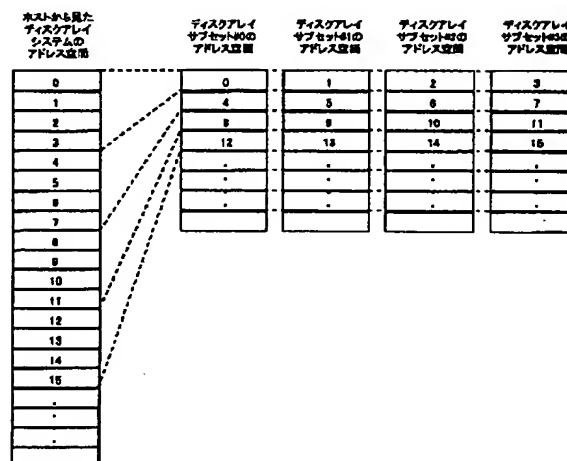 ホストから見た
ディスクアレイ
システムの
アドレス空間
0
1
2
3
4
5
6
7
8
9
10
11
12
13
14
15
.
.
.
ディスクアレイ
サブセット#0の
アドレス空間
0
4
8
12
.
.
.
ディスクアレイ
サブセット#1の
アドレス空間
1
5
9
13
.
.
.
ディスクアレイ
サブセット#2の
アドレス空間
2
6
10
14
.
.
.
ディスクアレイ
サブセット#3の
アドレス空間
3
7
11
15
.
.
.